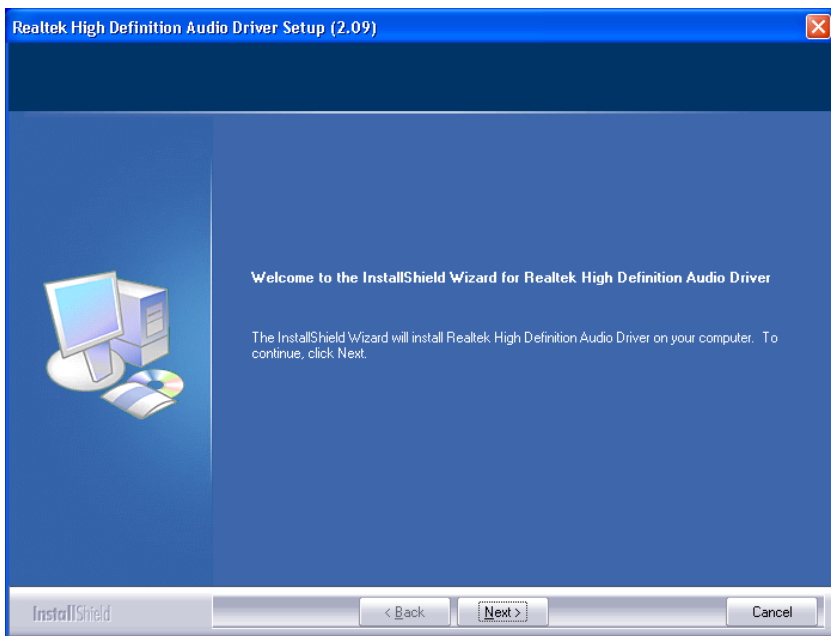 Realtek High Definition Audio Driver Setup (2.09)
Welcome to the InstallShield Wizard for Realtek High Definition Audio Driver
The InstallShield Wizard will install Realtek High Definition Audio Driver on your computer. To
continue, click Next.
InstallShield
< Back
Next >
Cancel